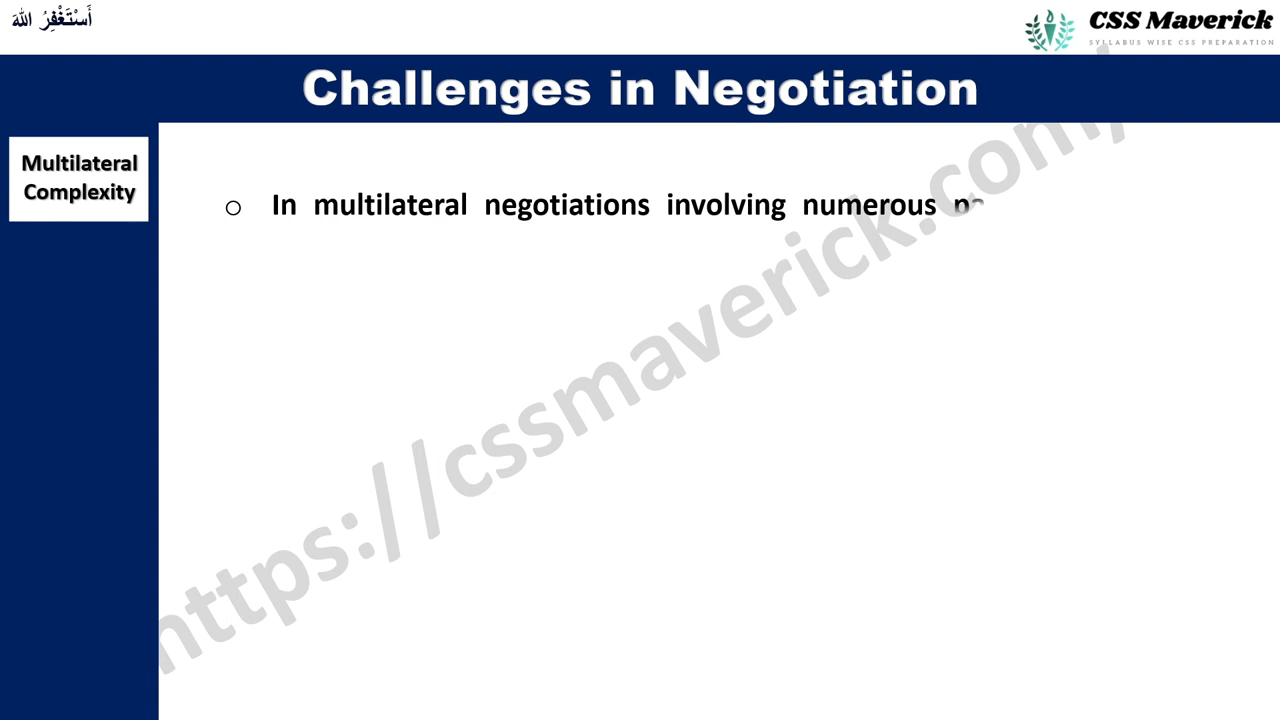 أَسْتَغْفِرُ اللهَ
CSS Maverick
SYLLABUS WISE CSS PREPARATION
Challenges in Negotiation
Multilateral
Complexity
o In multilateral negotiations involving numerous
https://cssmaverick.com/